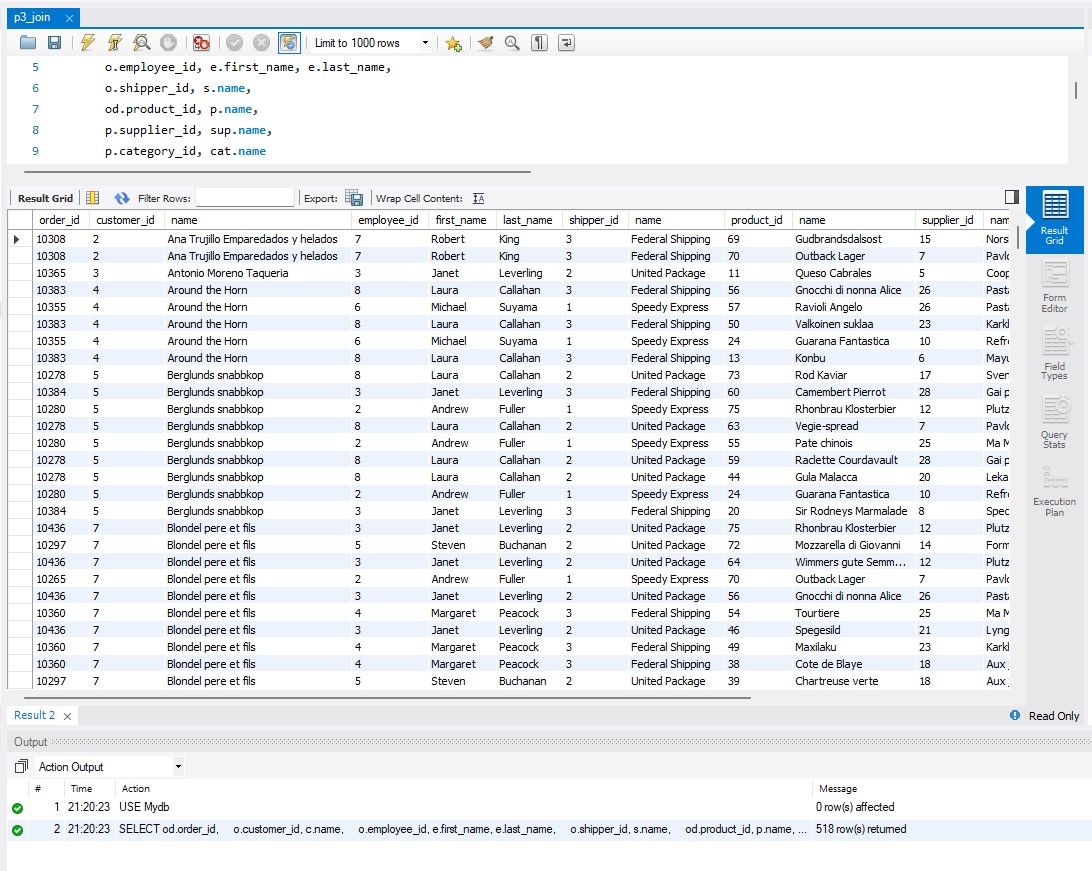 p3_join
Limit to 1000 rows
5 o.employee_id, e.first_name, e.last_name,
6 o.shipper_id, s.name,
7 od.product_id, p.name,
8 p.supplier_id, sup.name,
9 p.category_id, cat.name
Result Grid Filter Rows: Export: Wrap Cell Content:
order_id customer_id name employee_id first_name last_name shipper_id name product_id name supplier_id nam
10308 2 Ana Trujillo Emparedados y helados 7 Robert King 3 Federal Shipping 69 Gudbrandsdalsost 15 Nors
10308 2 Ana Trujillo Emparedados y helados 7 Robert King 3 Federal Shipping 70 Outback Lager 7 Pavlo
10365 3 Antonio Moreno Taqueria 3 Janet Leverling 2 United Package 11 Queso Cabrales 5 Coop
10383 4 Around the Horn 8 Laura Callahan 3 Federal Shipping 56 Gnocchi di nonna Alice 26 Past
10355 4 Around the Horn 6 Michael Suyama 1 Speedy Express 57 Ravioli Angelo 26 Past
10383 4 Around the Horn 8 Laura Callahan 3 Federal Shipping 50 Valkoinen suklaa 23 Kark
10355 4 Around the Horn 6 Michael Suyama 1 Speedy Express 24 Guarana Fantastica 10 Refr
10383 4 Around the Horn 8 Laura Callahan 3 Federal Shipping 13 Konbu 6 Mayu
10278 5 Berglunds snabbkop 8 Laura Callahan 2 United Package 73 Rod Kaviar 17 Sven
10384 5 Berglunds snabbkop 3 Janet Leverling 3 Federal Shipping 60 Camembert Pierrot 28 Gai p
10280 5 Berglunds snabbkop 2 Andrew Fuller 1 Speedy Express 75 Rhonbrau Klosterbier 12 Plutz
10278 5 Berglunds snabbkop 8 Laura Callahan 2 United Package 63 Vegie-spread 7 Pavlo
10280 5 Berglunds snabbkop 2 Andrew Fuller 1 Speedy Express 55 Pate chinois 25 Ma M
10278 5 Berglunds snabbkop 8 Laura Callahan 2 United Package 59 Raclette Courdavault 28 Gai p
10278 5 Berglunds snabbkop 8 Laura Callahan 2 United Package 44 Gula Malacca 20 Leka
10280 5 Berglunds snabbkop 2 Andrew Fuller 1 Speedy Express 24 Guarana Fantastica 10 Refr
10384 5 Berglunds snabbkop 3 Janet Leverling 3 Federal Shipping 20 Sir Rodneys Marmalade 8 Spec
10436 7 Blondel pere et fils 3 Janet Leverling 2 United Package 75 Rhonbrau Klosterbier 12 Plutz
10297 7 Blondel pere et fils 5 Steven Buchanan 2 United Package 72 Mozzarella di Giovanni 14 Form
10436 7 Blondel pere et fils 3 Janet Leverling 2 United Package 64 Wimmers gute Semm... 12 Plutz
10265 7 Blondel pere et fils 2 Andrew Fuller 1 Speedy Express 70 Outback Lager 7 Pavlo
10436 7 Blondel pere et fils 3 Janet Leverling 2 United Package 56 Gnocchi di nonna Alice 26 Past
10360 7 Blondel pere et fils 4 Margaret Peacock 3 Federal Shipping 54 Tourtiere 25 Ma M
10436 7 Blondel pere et fils 3 Janet Leverling 2 United Package 46 Spegesild 21 Lyng
10360 7 Blondel pere et fils 4 Margaret Peacock 3 Federal Shipping 49 Maxilaku 23 Kark
10360 7 Blondel pere et fils 4 Margaret Peacock 3 Federal Shipping 38 Cote de Blaye 18 Aux
10297 7 Blondel pere et fils 5 Steven Buchanan 2 United Package 39 Chartreuse verte 18 Aux
Result
Grid
Form
Editor
Field
Types
Query
Stats
Execution
Plan
Result 2
Read Only
Output
Action Output
# Time Action Message
1 21:20:23 USE Mydb 0 row(s) affected
2 21:20:23 SELECT od.order_id, o.customer_id, c.name, o.employee_id, e.first_name, e.last_name, o.shipper_id, s.name, od.product_id, p.name, ... 518 row(s) returned